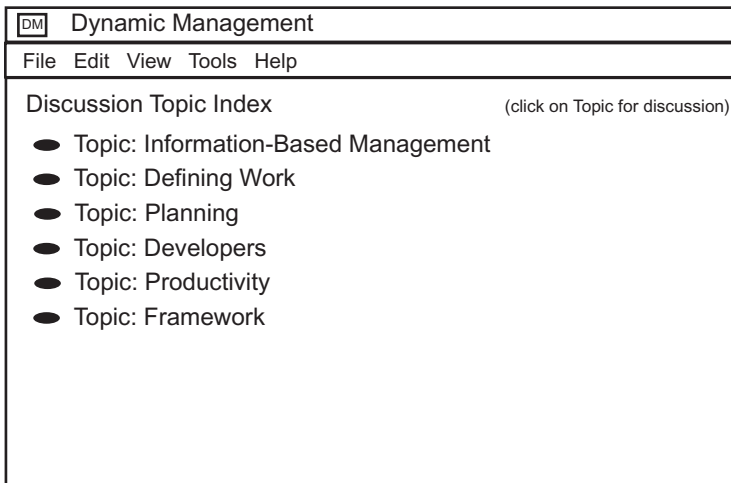 DM Dynamic Management
File Edit View Tools Help
Discussion Topic Index (click on Topic for discussion)
Topic: Information-Based Management
Topic: Defining Work
Topic: Planning
Topic: Developers
Topic: Productivity
Topic: Framework